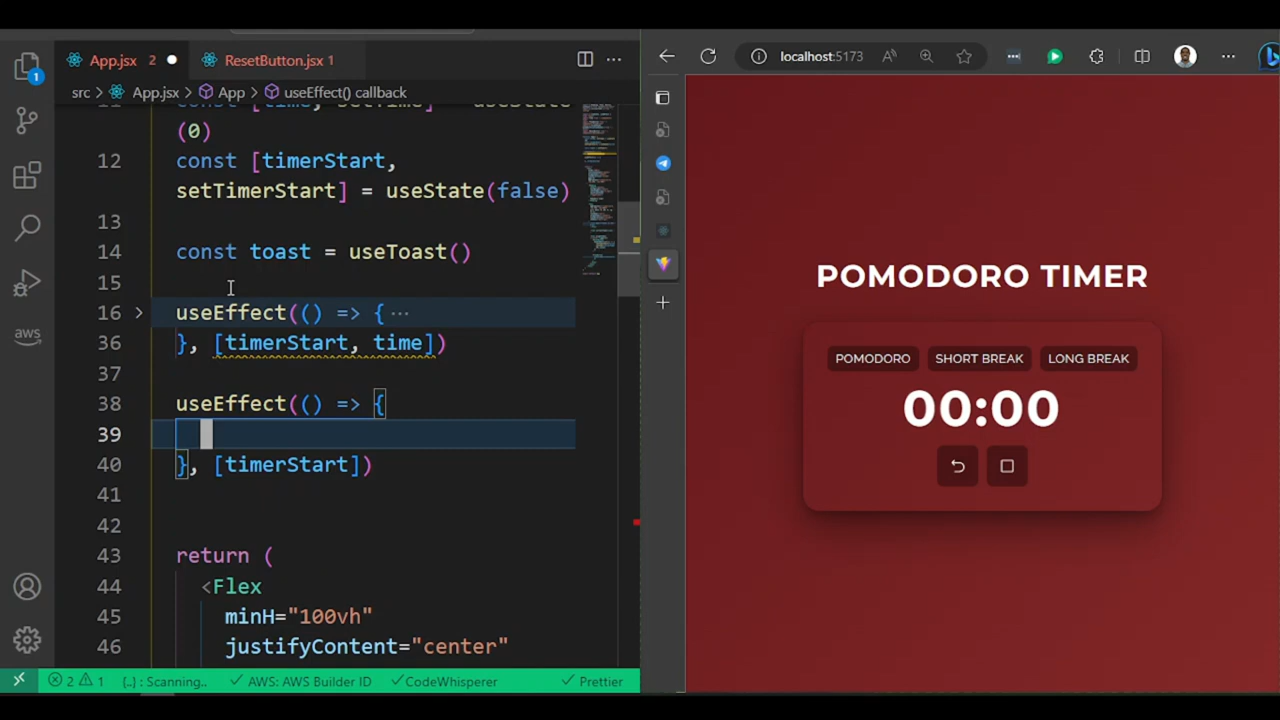 App.jsx 2
ResetButton.jsx 1
src > App.jsx > App > useEffect() callback
(0)
12 const [timerStart,
setTimerStart] = useState(false)
13
14 const toast = useToast()
15
16 useEffect(() => { ···
36 }, [timerStart, time])
37
38 useEffect(() => {
39
40 }, [timerStart])
41
42
43 return (
44 <Flex
45 minH="100vh"
46 justifyContent="center"
aws
1
2 1 {..} : Scanning.. AWS: AWS Builder ID CodeWhisperer Prettier
localhost:5173
POMODORO TIMER
POMODORO SHORT BREAK LONG BREAK
00:00